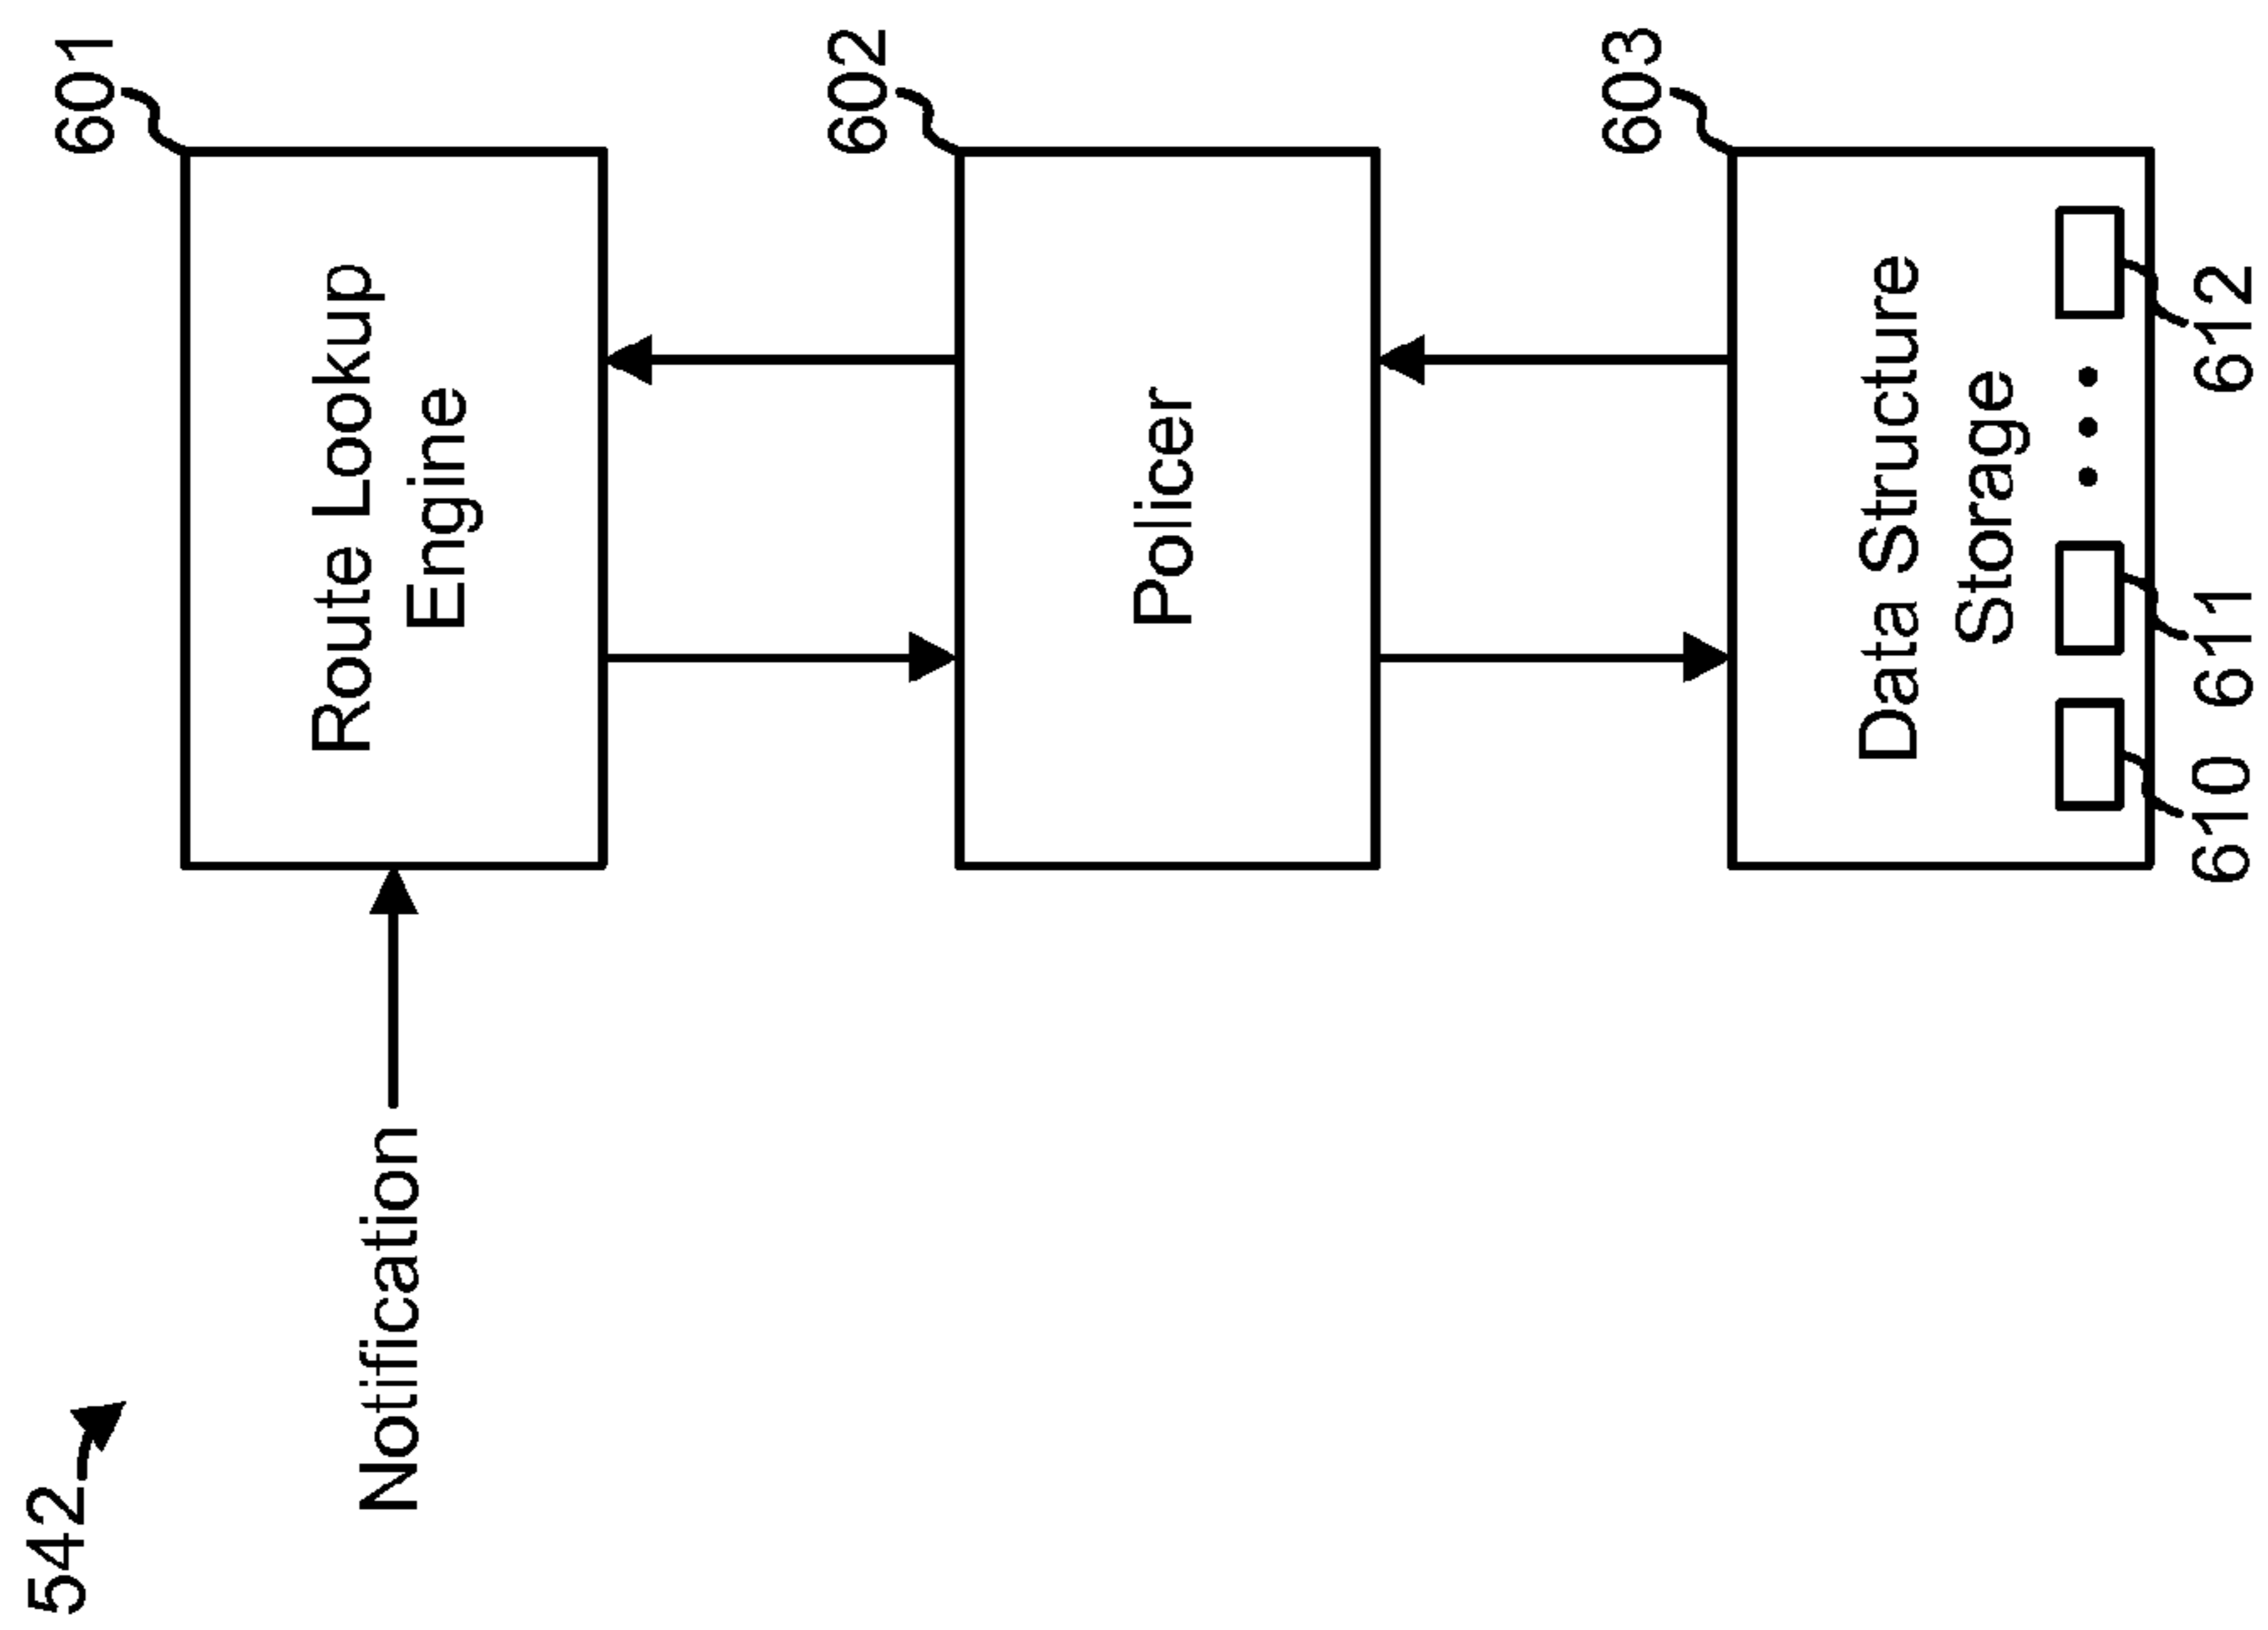 542
Notification
601
Route Lookup
Engine
602
Policer
603
Data Structure
Storage
610
611
612